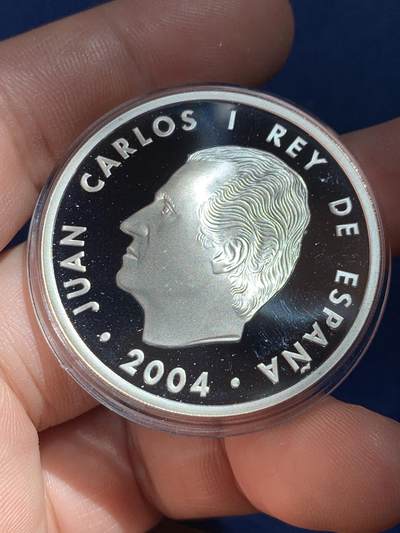 JUAN CARLOS I REY DE ESPAÑA
• 2004 •